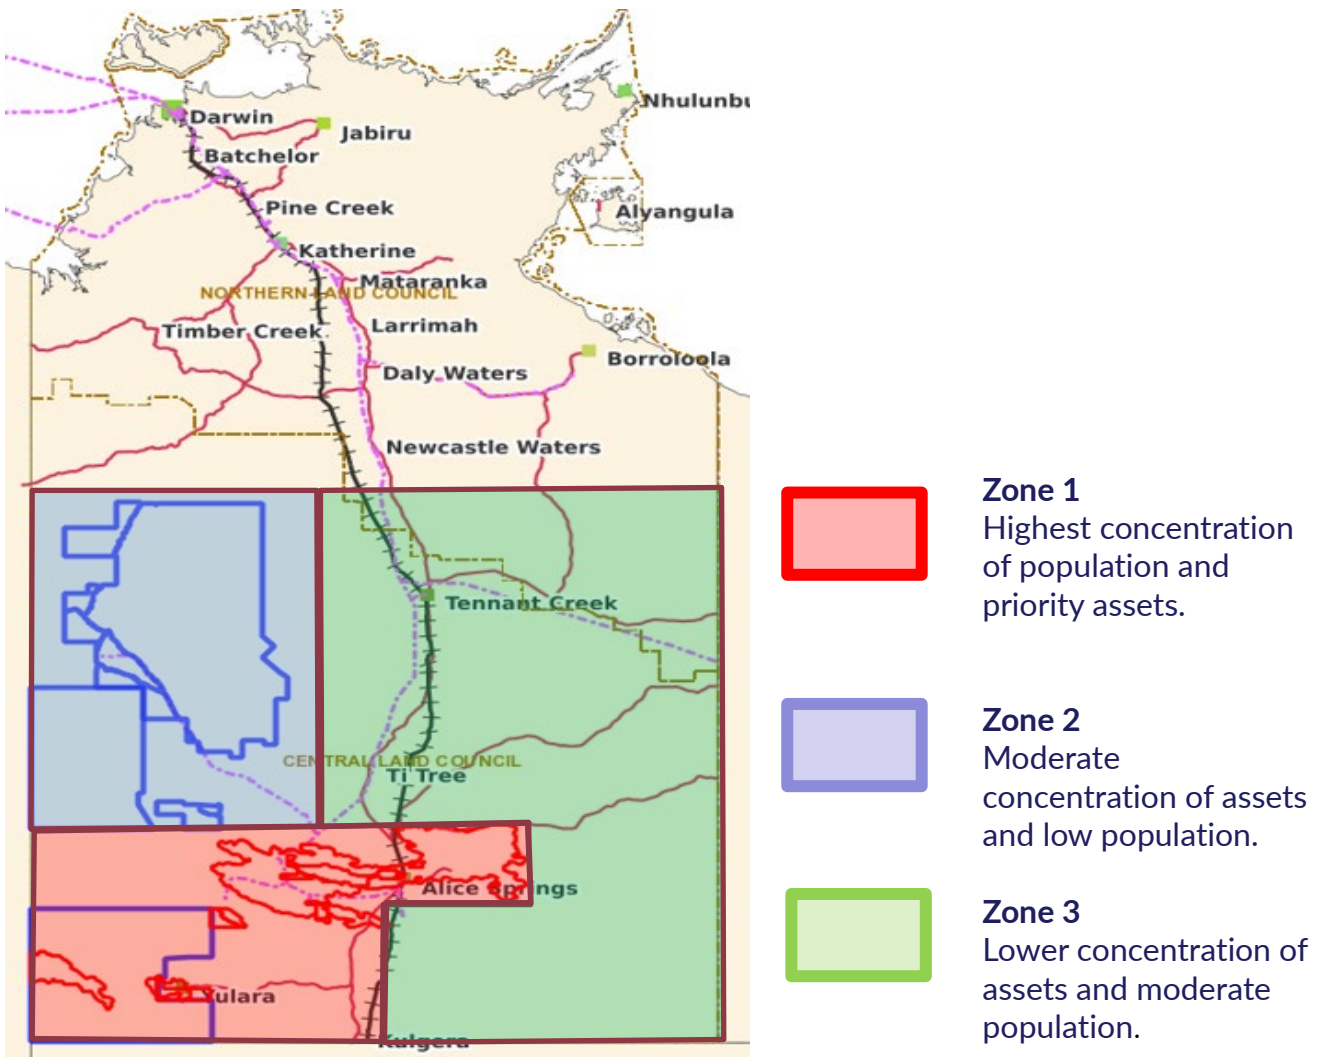 Darwin
Nhulunbu
Jabiru
Batchelor
Pine Creek
Alyangula
Katherine
Mataranka
NORTHERN LAND COUNCIL
Timber Creek
Larrimah
Borroloola
Daly Waters
Newcastle Waters
Tennant Creek
CENTRAL LAND COUNCIL
Ti Tree
Alice Springs
Yulara
Kulgera
Zone 1
Highest concentration
of population and
priority assets.
Zone 2
Moderate
concentration of assets
and low population.
Zone 3
Lower concentration of
assets and moderate
population.